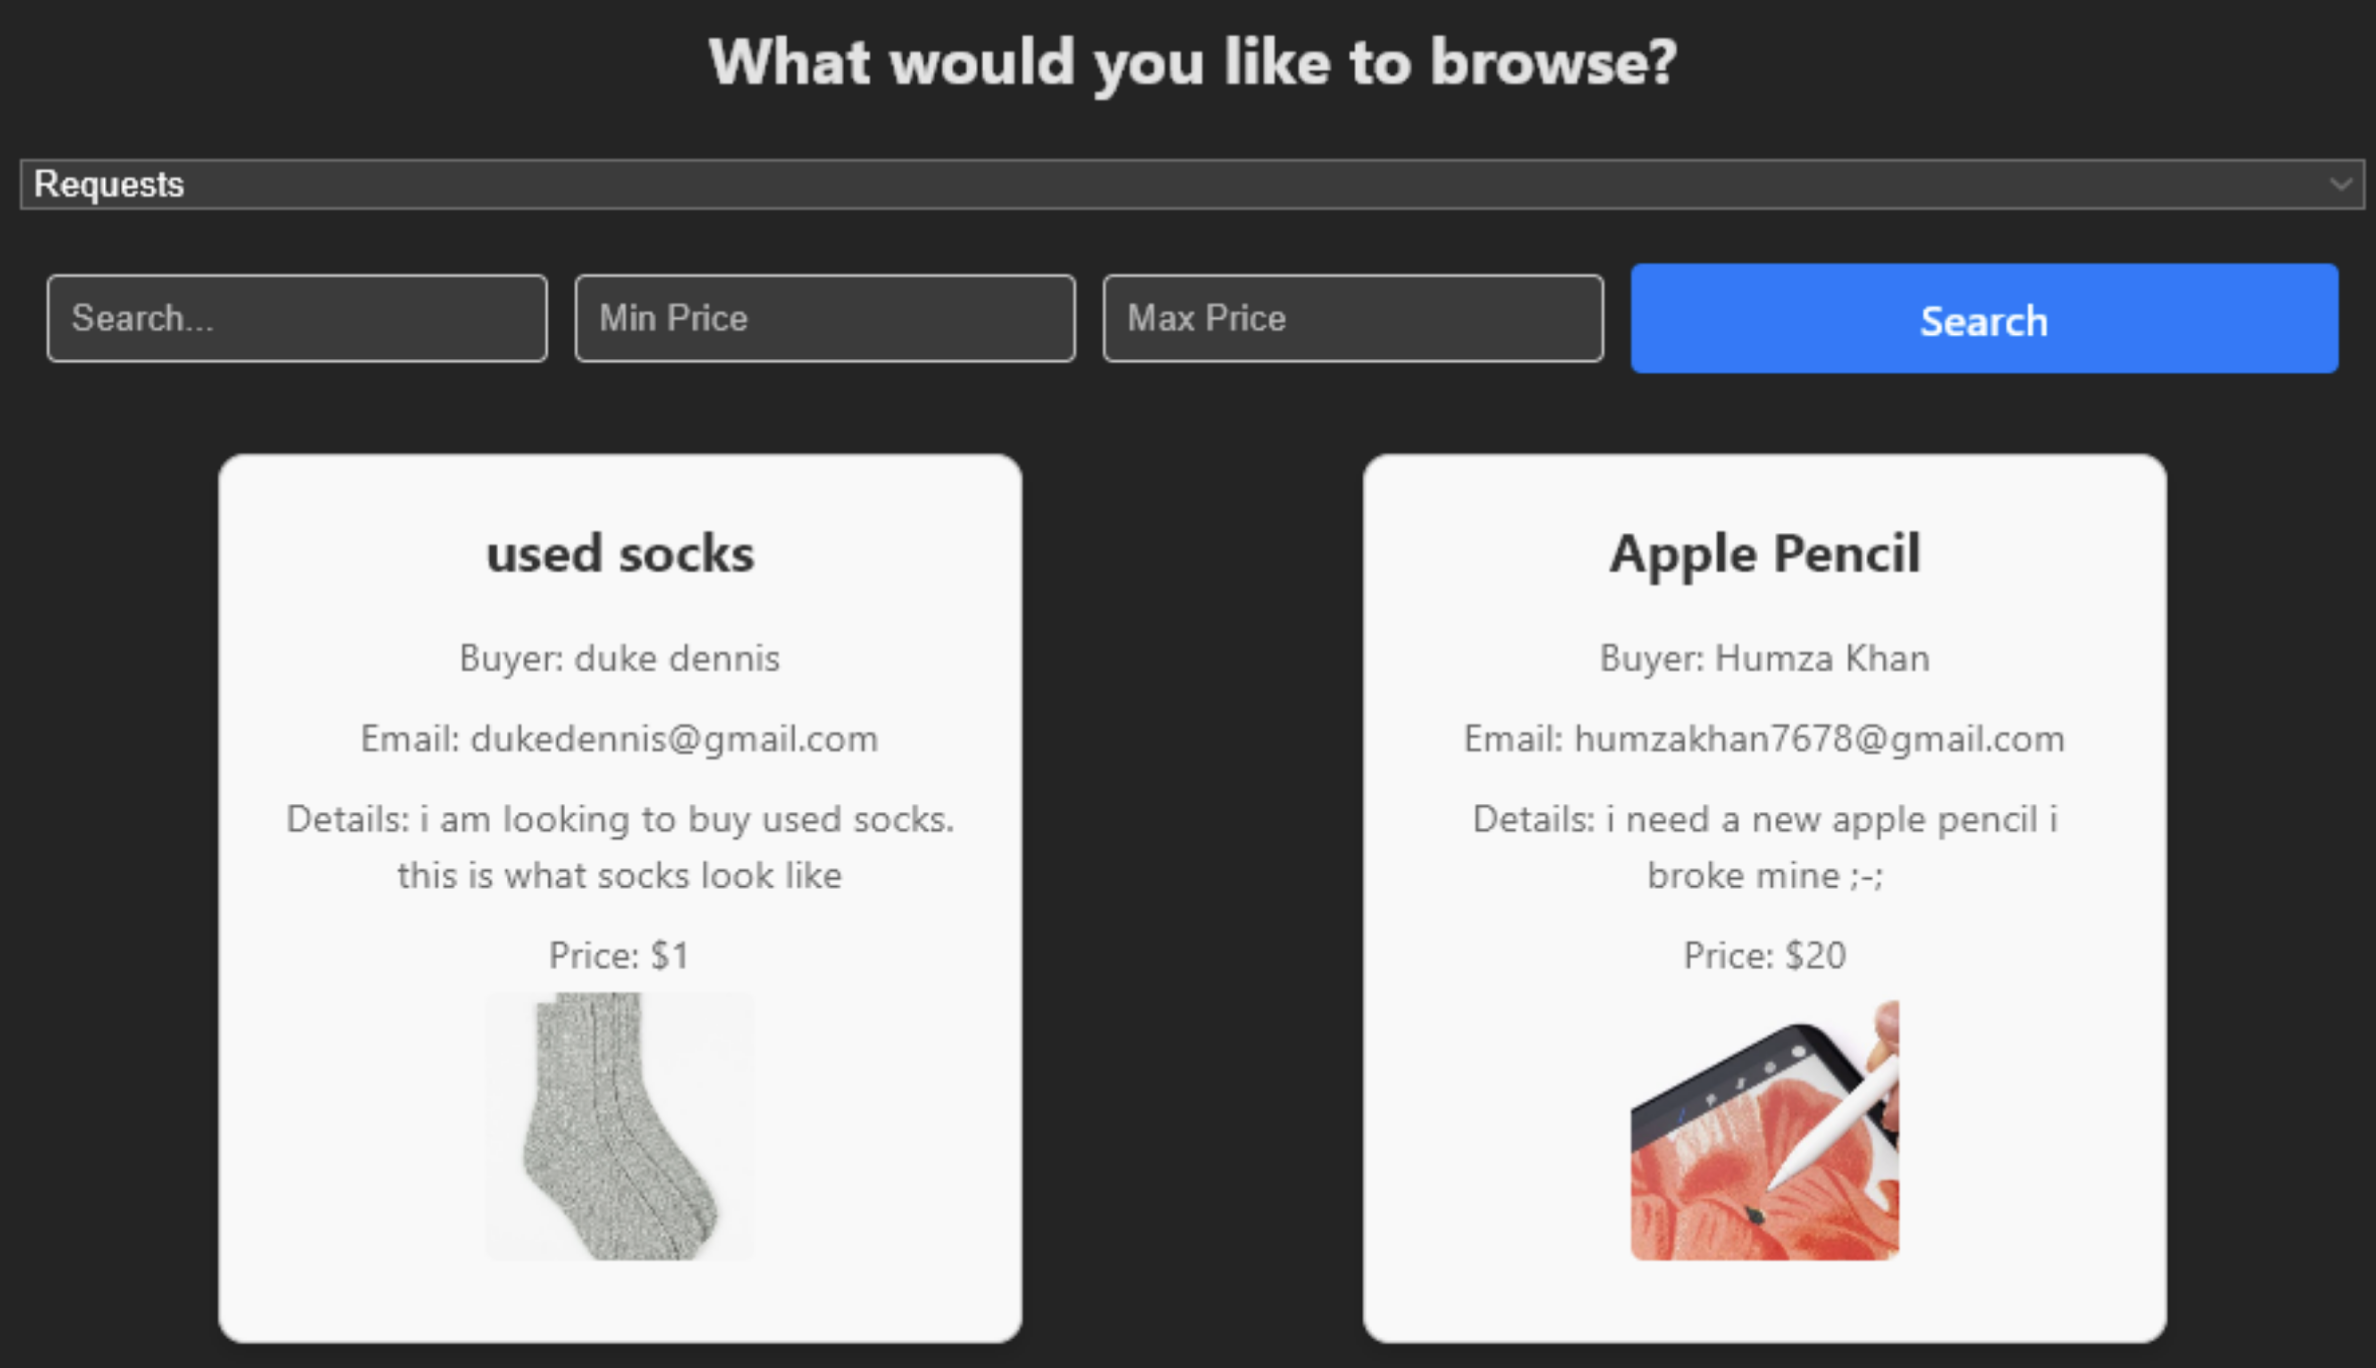 What would you like to browse?
Requests
Search...
Min Price
Max Price
Search
used socks
Buyer: duke dennis
Email: dukedennis@gmail.com
Details: i am looking to buy used socks.
this is what socks look like
Price: $1
Apple Pencil
Buyer: Humza Khan
Email: humzakhan7678@gmail.com
Details: i need a new apple pencil i
broke mine ;-;
Price: $20